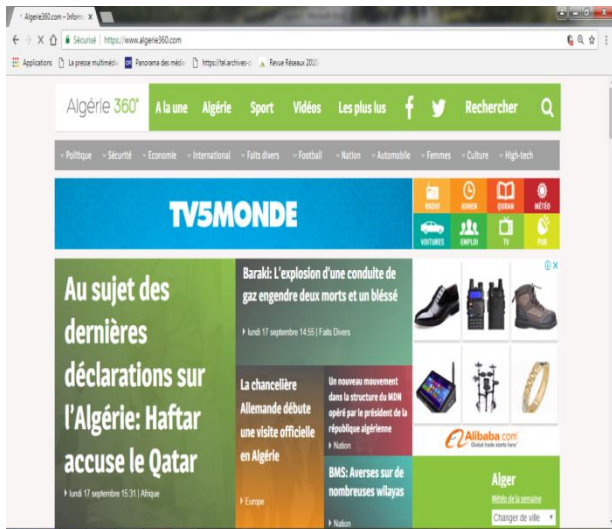 Algerie360.com – Inform: X
Sécurisé | https://www.algerie360.com
Applications La presse multimédi Panorama des médi https://tel.archives-o Revue Réseaux 2010
Algérie 360° A la une Algérie Sport Vidéos Les plus lus Rechercher
Politique Sécurité Economie International Faits divers Football Nation Automobile Femmes Culture High-tech
TV5MONDE
RADIO ADHEN QURAN MÉTÉO
VOITURES EMPLOI TV PUB
Au sujet des
dernières
déclarations sur
l'Algérie: Haftar
accuse le Qatar
lundi 17 septembre 15:31 | Afrique
Baraki: L'explosion d'une conduite de
gaz engendre deux morts et un bléssé
lundi 17 septembre 14:55 | Faits Divers
La chancelière
Allemande débute
une visite officielle
en Algérie
Europe
Un nouveau mouvement
dans la structure du MDN
opéré par le président de la
république algérienne
Nation
BMS: Averses sur de
nombreuses wilayas
Nation
Alibaba.com
Global trade starts here™
Alger
Météo de la semaine
Changer de ville